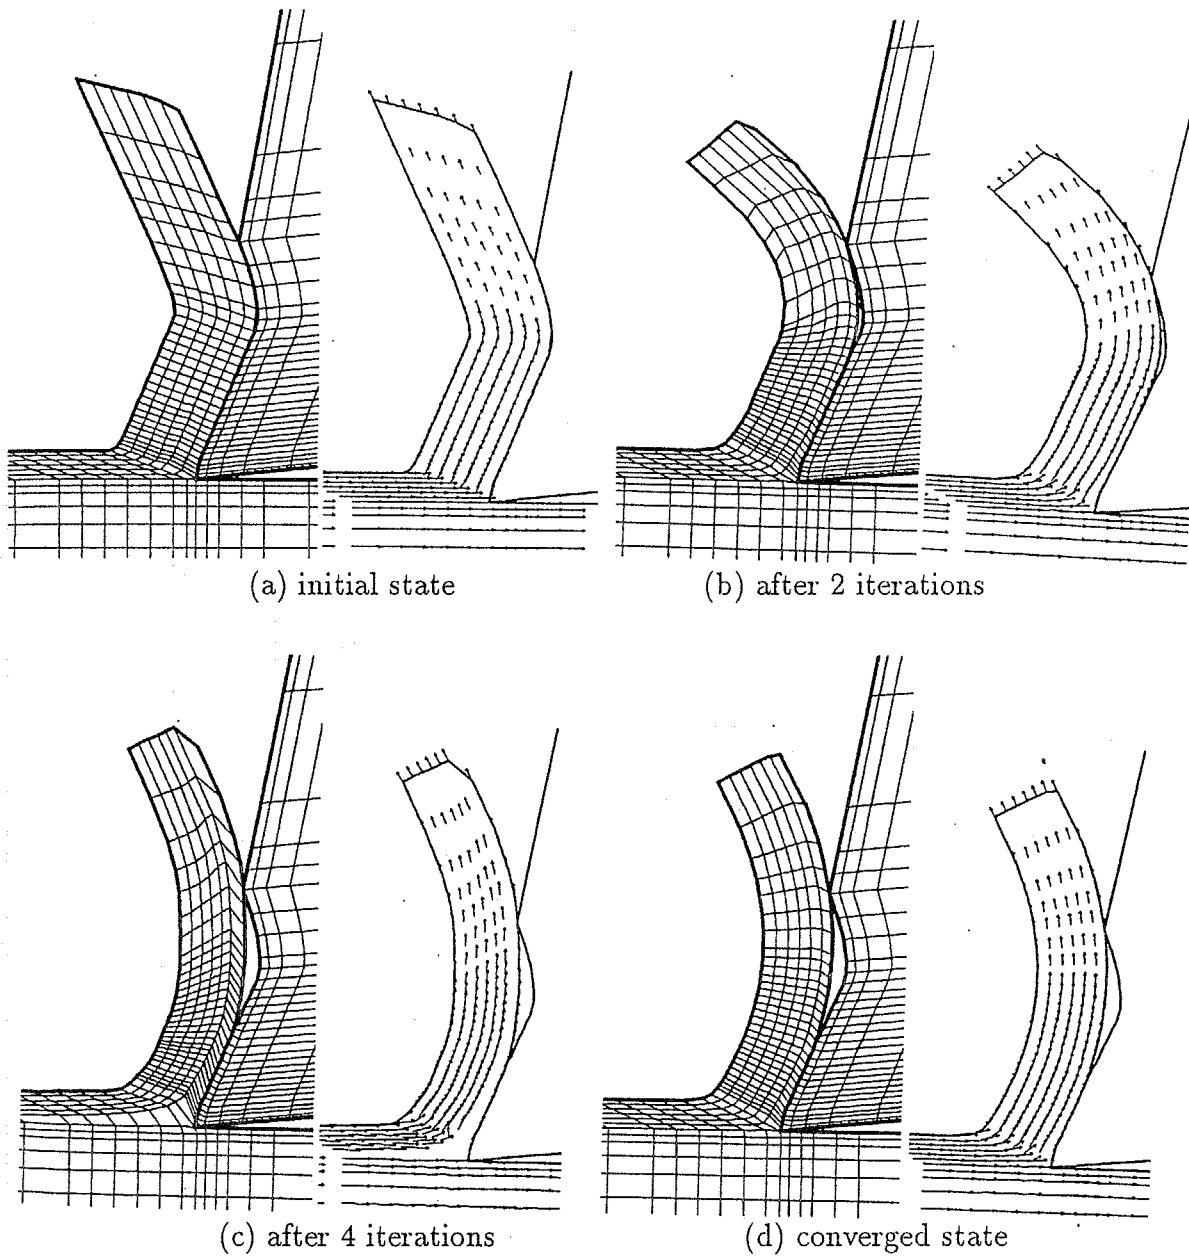 (a) initial state
(b) after 2 iterations
(c) after 4 iterations
(d) converged state